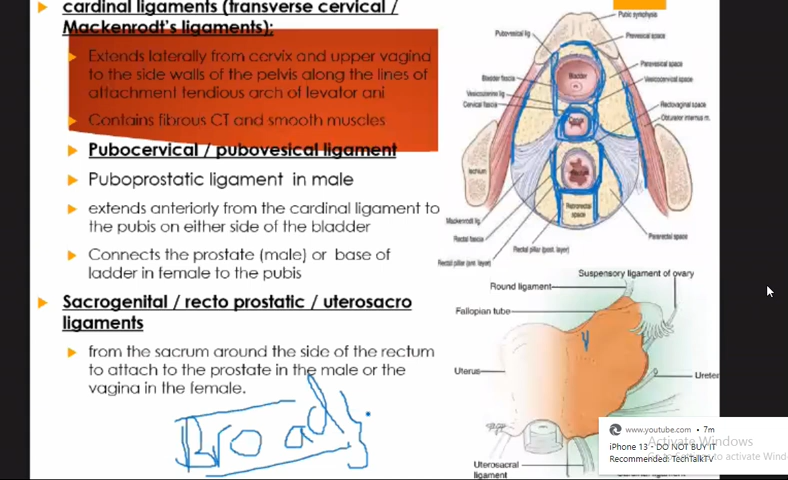 cardinal ligaments (transverse cervical /
Mackenrodt's ligaments);
Extends laterally from cervix and upper vagina
to the side walls of the pelvis along the lines of
attachment tendious arch of levator ani
Contains fibrous CT and smooth muscles
Pubocervical / pubovesical ligament
Puboprostatic ligament in male
extends anteriorly from the cardinal ligament to
the pubis on either side of the bladder
Connects the prostate (male) or base of
ladder in female to the pubis
Sacrogenital / recto prostatic / uterosacro
ligaments
from the sacrum around the side of the rectum
to attach to the prostate in the male or the
vagina in the female.
Broad
Pubic symphysis
Pubovesical lig
Prevesical space
Bladder
Paravesical space
Bladder fascia
Vesicocervical space
Vesicouterine lig
Cervical fascia
Rectovaginal space
Obturator internus m.
Ischium
Retrorectal
space
Mackenrodt lig.
Rectal fascia
Pararectal space
Rectal pillar (post. layer)
Rectal pillar (ant. layer)
Suspensory ligament of ovary
Round ligament
Fallopian tube
Uterus
Ureter
Uterosacral
ligament
www.youtube.com • 7m
iPhone 13 - DO NOT BUY IT
Recommended: TechTalkTV
Activate Windows